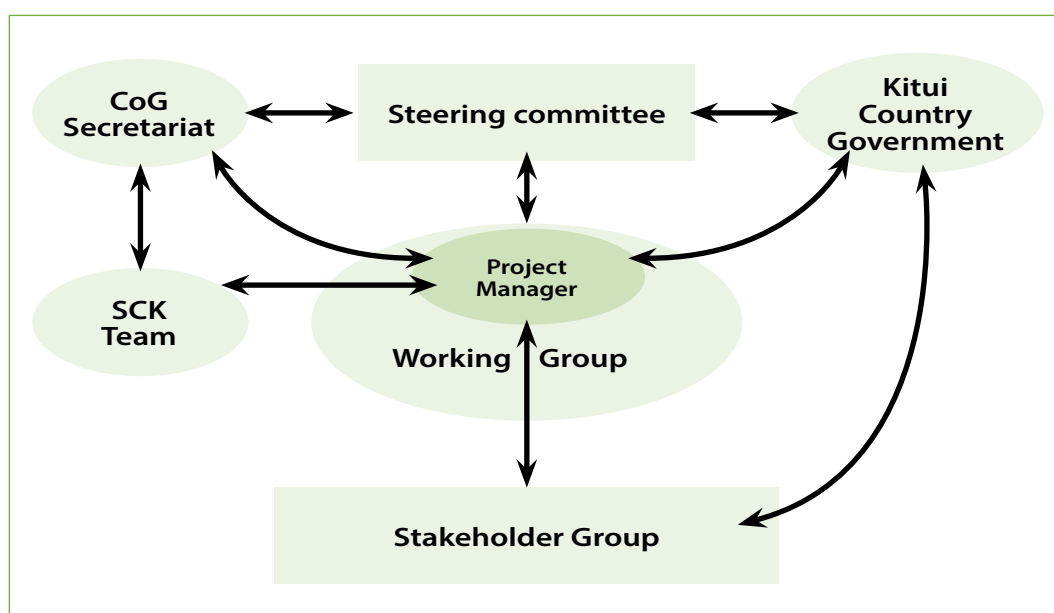 CoG
Secretariat
Steering committee
Kitui
Country
Government
Project
Manager
SCK
Team
Working Group
Stakeholder Group